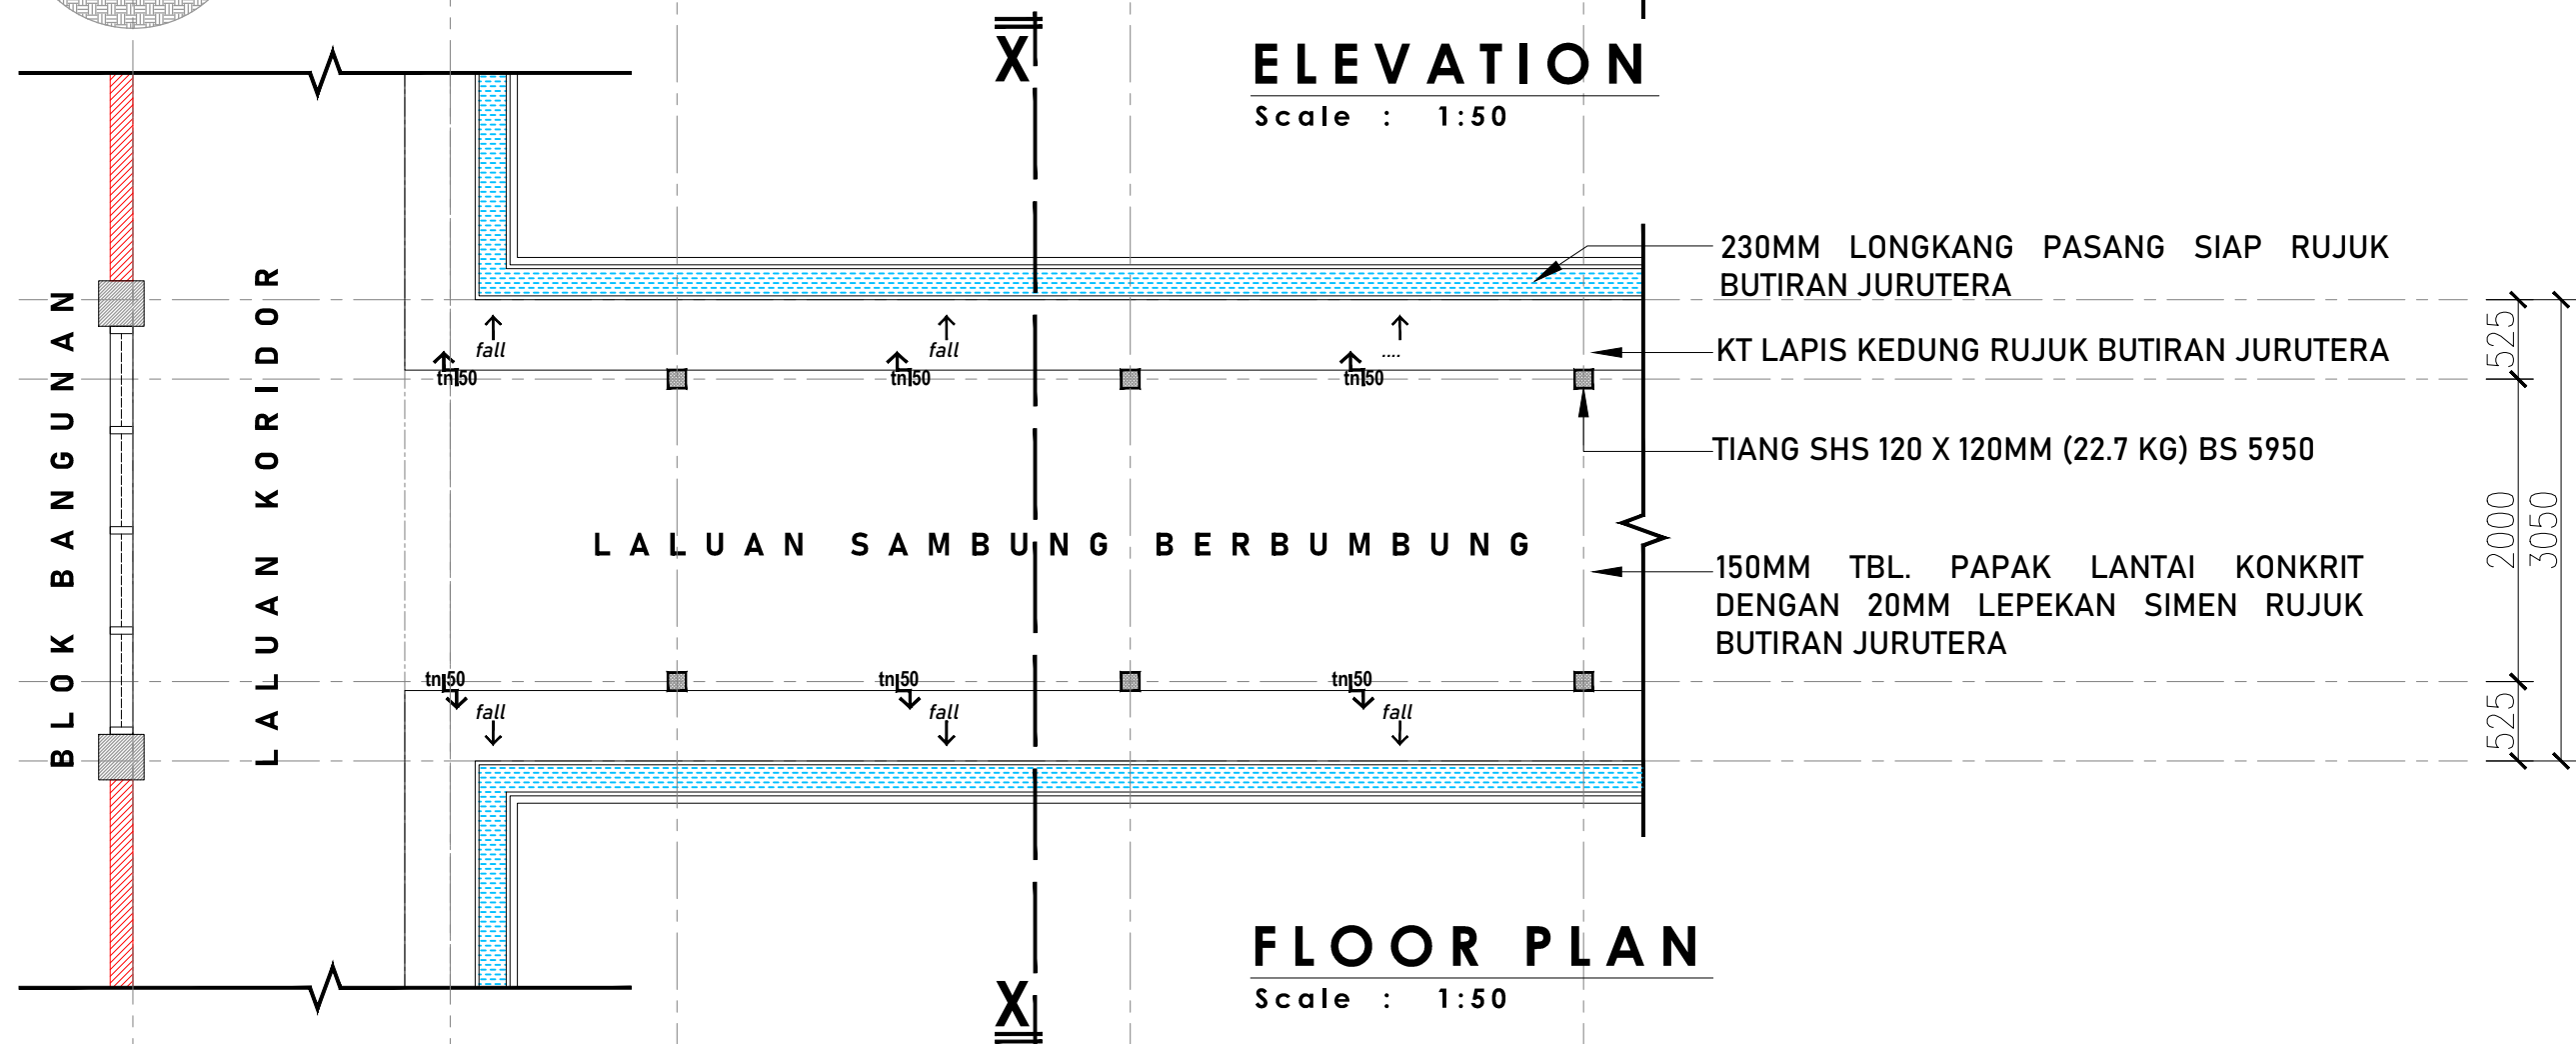 X
ELEVATION
Scale : 1:50
230MM LONGKANG PASANG SIAP RUJUK
BUTIRAN JURUTERA
fall
fall
....
tn|50
tn|50
tn|50
KT LAPIS KEDUNG RUJUK BUTIRAN JURUTERA
525
TIANG SHS 120 X 120MM (22.7 KG) BS 5950
BLOK BANGUNAN
LALUAN KORIDOR
LALUAN SAMBUNG BERBUMBUNG
2000
3050
150MM TBL. PAPAK LANTAI KONKRIT
DENGAN 20MM LEPEKAN SIMEN RUJUK
BUTIRAN JURUTERA
tn|50
tn|50
tn|50
fall
fall
fall
525
FLOOR PLAN
Scale : 1:50
X